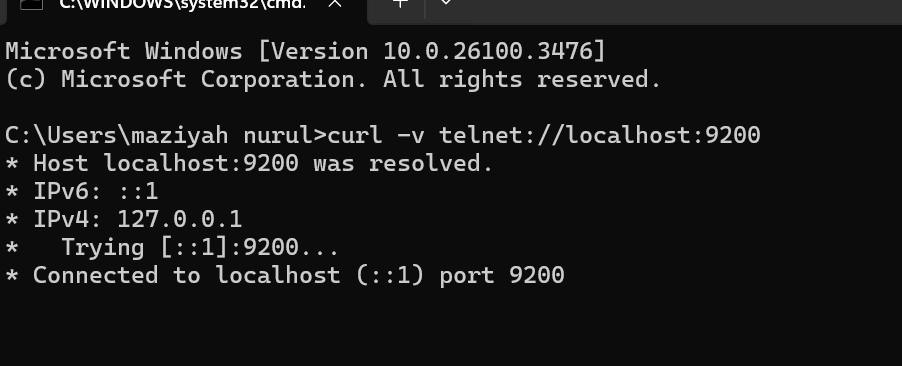 C:\WINDOWS\system32\cmd.
Microsoft Windows [Version 10.0.26100.3476]
(c) Microsoft Corporation. All rights reserved.
C:\Users\maziyah nurul>curl -v telnet://localhost:9200
* Host localhost:9200 was resolved.
* IPv6: ::1
* IPv4: 127.0.0.1
*   Trying [::1]:9200...
* Connected to localhost (::1) port 9200